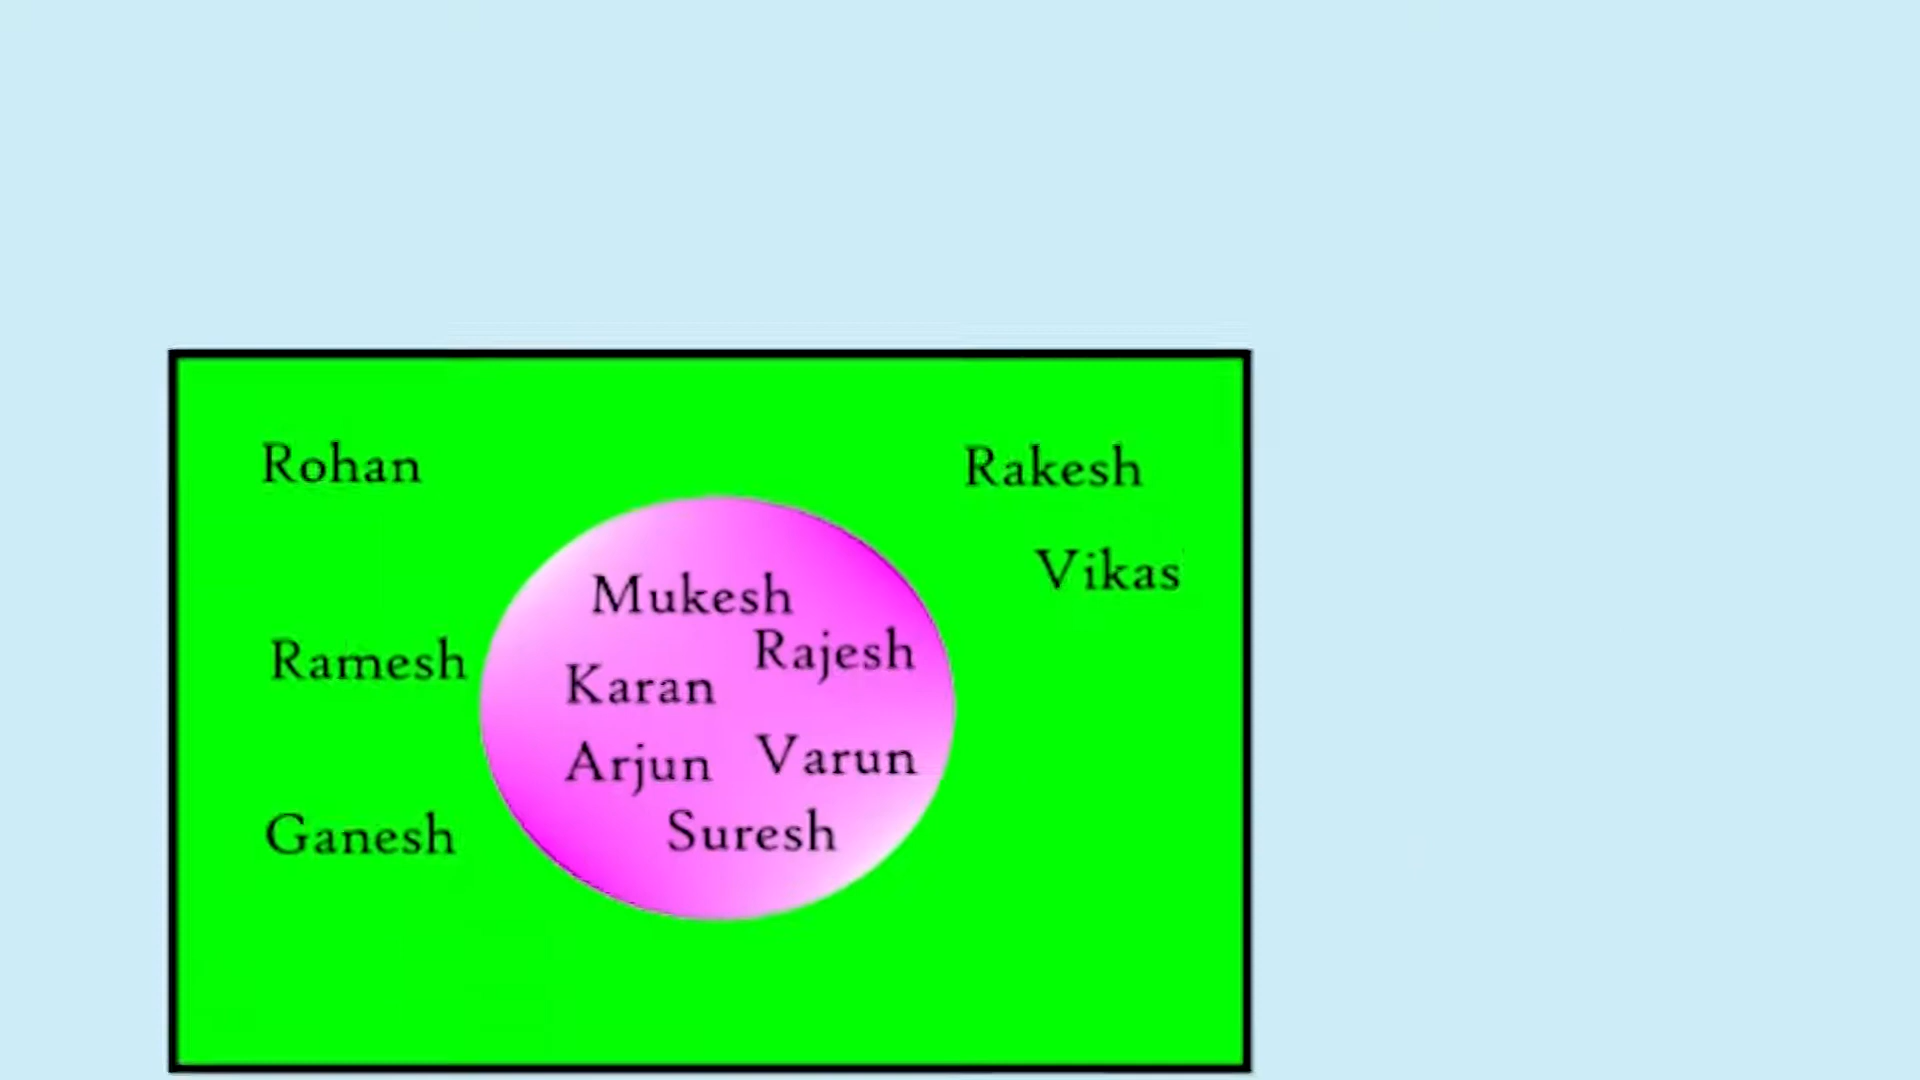 Rohan
Rakesh
Vikas
Mukesh
Rajesh
Ramesh
Karan
Arjun
Varun
Suresh
Ganesh